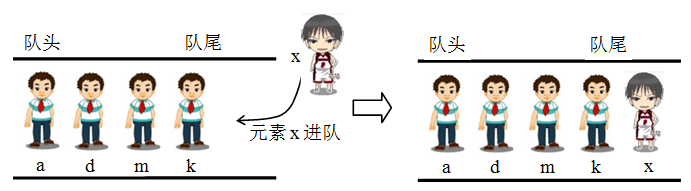 队头 队尾
x
元素 x 进队
a d m k
队头 队尾
a d m k x